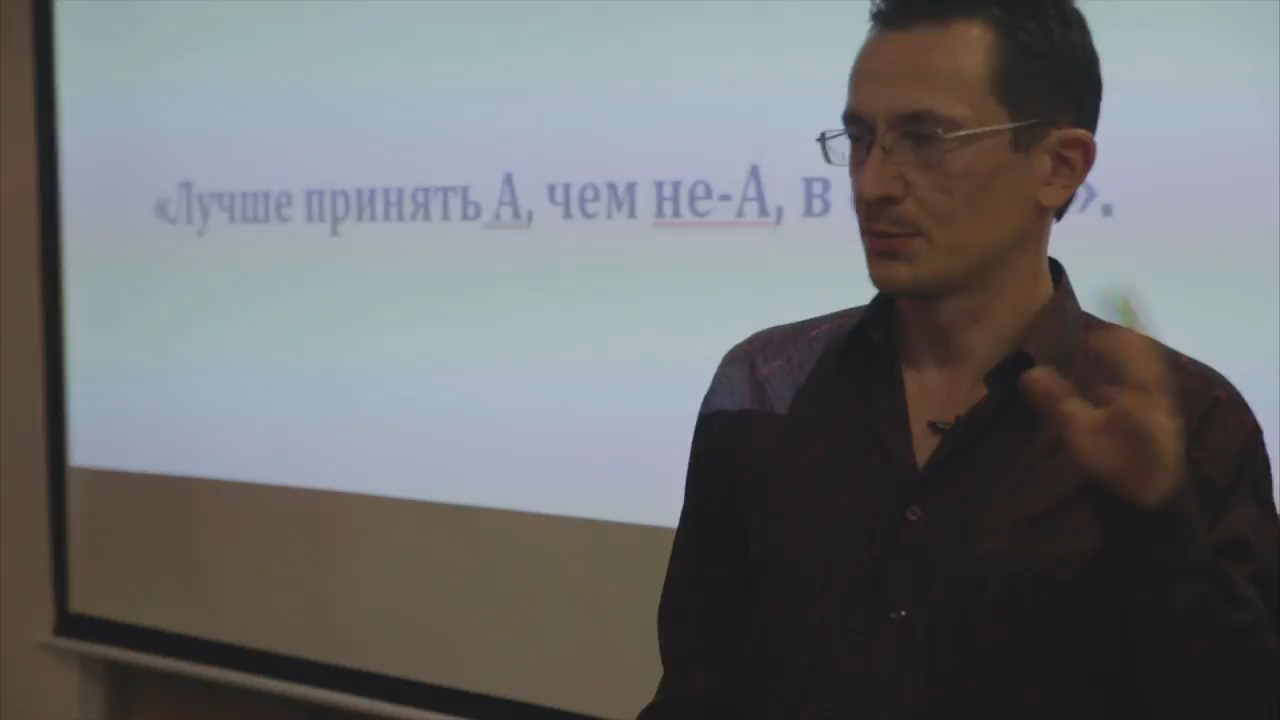 «Лучше принять А, чем не-А, в ».